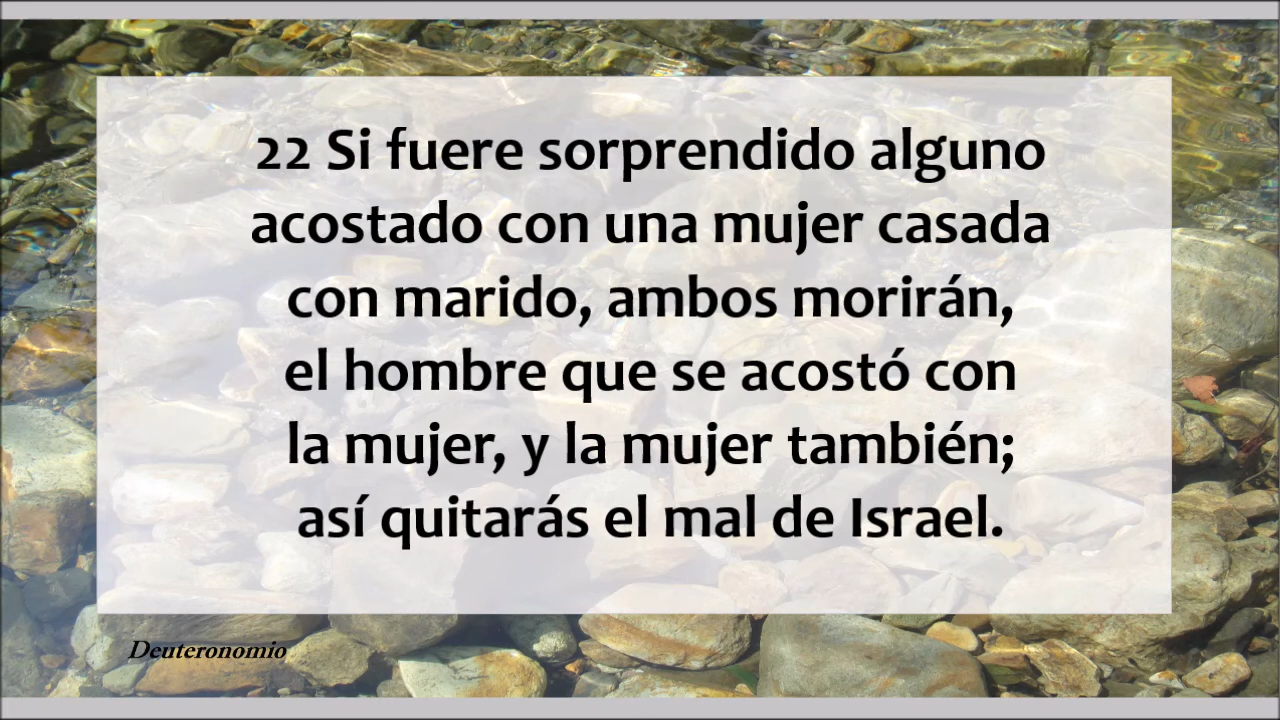 22 Si fuere sorprendido alguno
acostado con una mujer casada
con marido, ambos morirán,
el hombre que se acostó con
la mujer, y la mujer también;
así quitarás el mal de Israel.
Deuteronomio